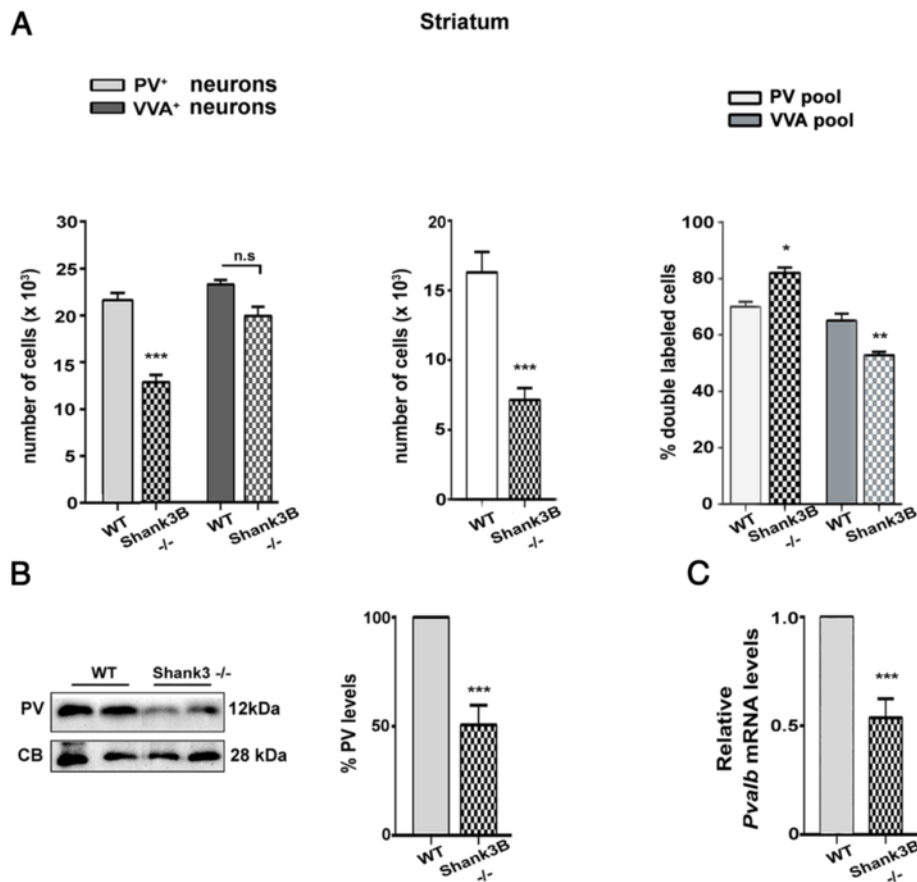 A
Striatum
PV⁺ neurons
VVA⁺ neurons
PV pool
VVA pool
number of cells (x 10³)
30
25
20
15
10
5
0
n.s
***
WT
Shank3B -/-
WT
Shank3B -/-
number of cells (x 10³)
20
15
10
5
0
***
WT
Shank3B -/-
% double labeled cells
100
80
60
40
20
0
*
**
WT
Shank3B -/-
WT
Shank3B
B
WT
Shank3 -/-
PV
12kDa
CB
28 kDa
% PV levels
100
50
0
***
WT
Shank3B -/-
C
Relative
Pvalb mRNA levels
1.0
0.5
0
***
WT
Shank3B -/-